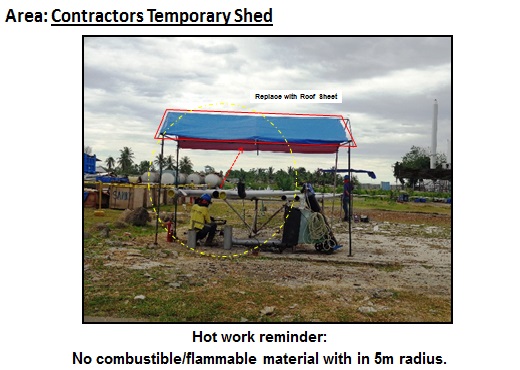 Area: Contractors Temporary Shed
Replace with Roof Sheet
Hot work reminder:
No combustible/flammable material with in 5m radius.